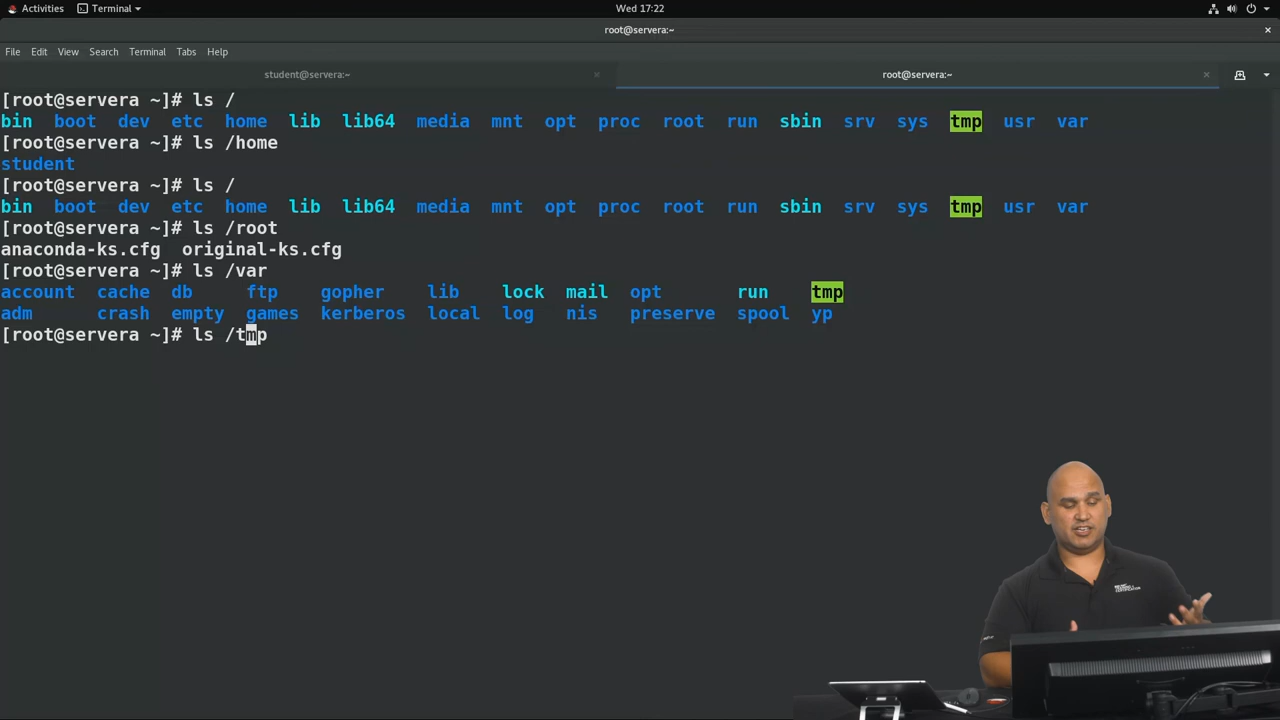 Activities Terminal Wed 17:22
root@servera:~
File Edit View Search Terminal Tabs Help
student@servera:~ root@servera:~
[root@servera ~]# ls /
bin boot dev etc home lib lib64 media mnt opt proc root run sbin srv sys tmp usr var
[root@servera ~]# ls /home
student
[root@servera ~]# ls /
bin boot dev etc home lib lib64 media mnt opt proc root run sbin srv sys tmp usr var
[root@servera ~]# ls /root
anaconda-ks.cfg original-ks.cfg
[root@servera ~]# ls /var
account cache db ftp gopher lib lock mail opt run tmp
adm crash empty games kerberos local log nis preserve spool yp
[root@servera ~]# ls /tmp